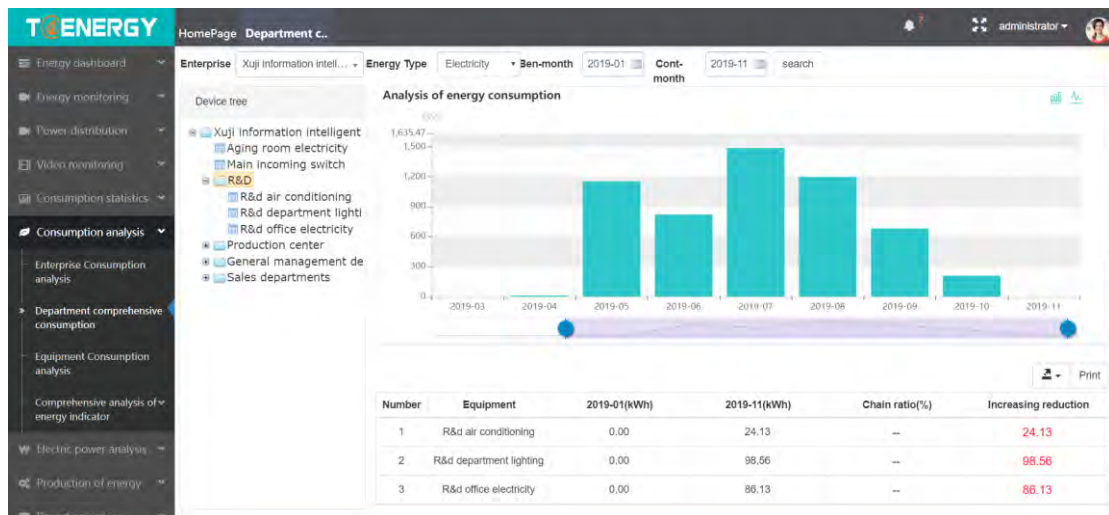 T@ENERGY
HomePage Department c..
? administrator
Energy dashboard
Energy monitoring
Power distribution
Video monitoring
Consumption statistics
Consumption analysis
Enterprise Consumption
analysis
Department comprehensive
consumption
Equipment Consumption
analysis
Comprehensive analysis of
energy indicator
Electric power analysis
Production of energy
Enterprise Xuji information intell... Energy Type Electricity Ben-month 2019-01 Cont-month 2019-11 search
Device tree
Xuji information intelligent
Aging room electricity
Main incoming switch
R&D
R&d air conditioning
R&d department lighti
R&d office electricity
Production center
General management de
Sales departments
Analysis of energy consumption
1,635.47
1,500
1,200
900
600
300
0
2019-03 2019-04 2019-05 2019-06 2019-07 2019-08 2019-09 2019-10 2019-11
Print
Number Equipment 2019-01(kWh) 2019-11(kWh) Chain ratio(%) Increasing reduction
1 R&d air conditioning 0.00 24.13 -- 24.13
2 R&d department lighting 0.00 98.56 -- 98.56
3 R&d office electricity 0.00 86.13 -- 86.13